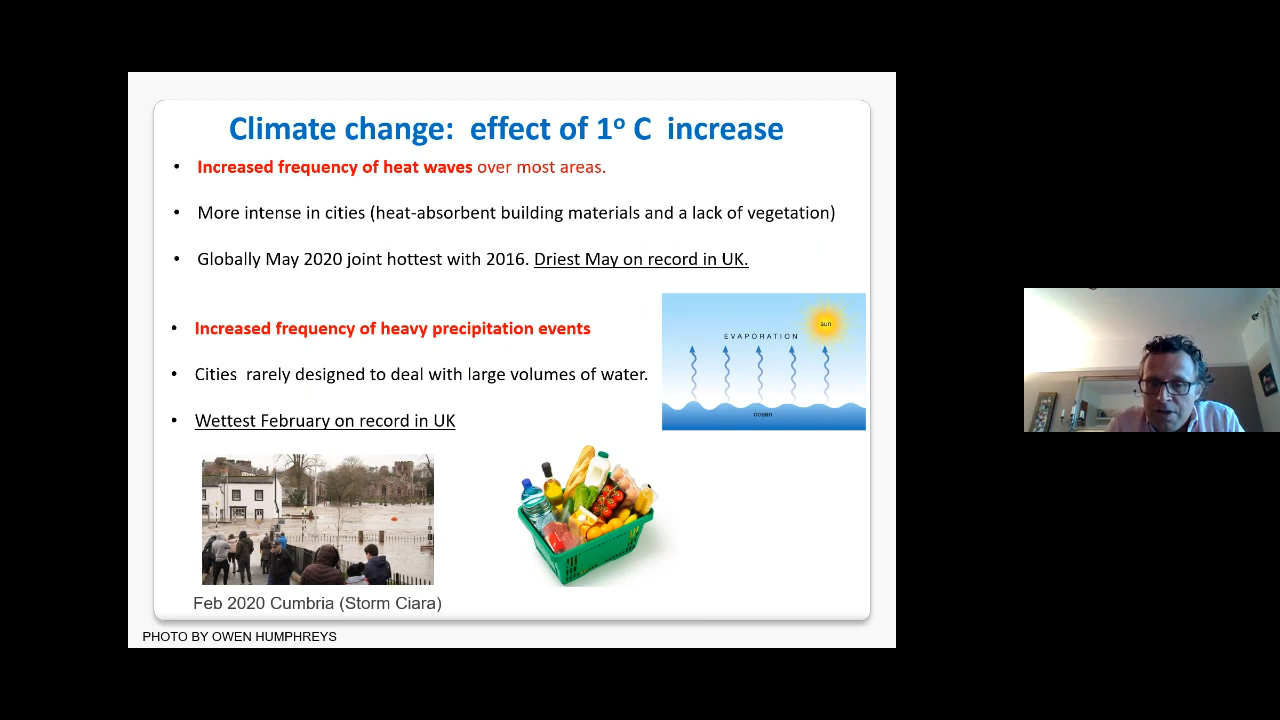 Climate change:  effect of 1º C  increase
• Increased frequency of heat waves over most areas.
• More intense in cities (heat-absorbent building materials and a lack of vegetation)
• Globally May 2020 joint hottest with 2016. Driest May on record in UK.
• Increased frequency of heavy precipitation events
• Cities  rarely designed to deal with large volumes of water.
• Wettest February on record in UK
sun
EVAPORATION
ocean
Feb 2020 Cumbria (Storm Ciara)
PHOTO BY OWEN HUMPHREYS